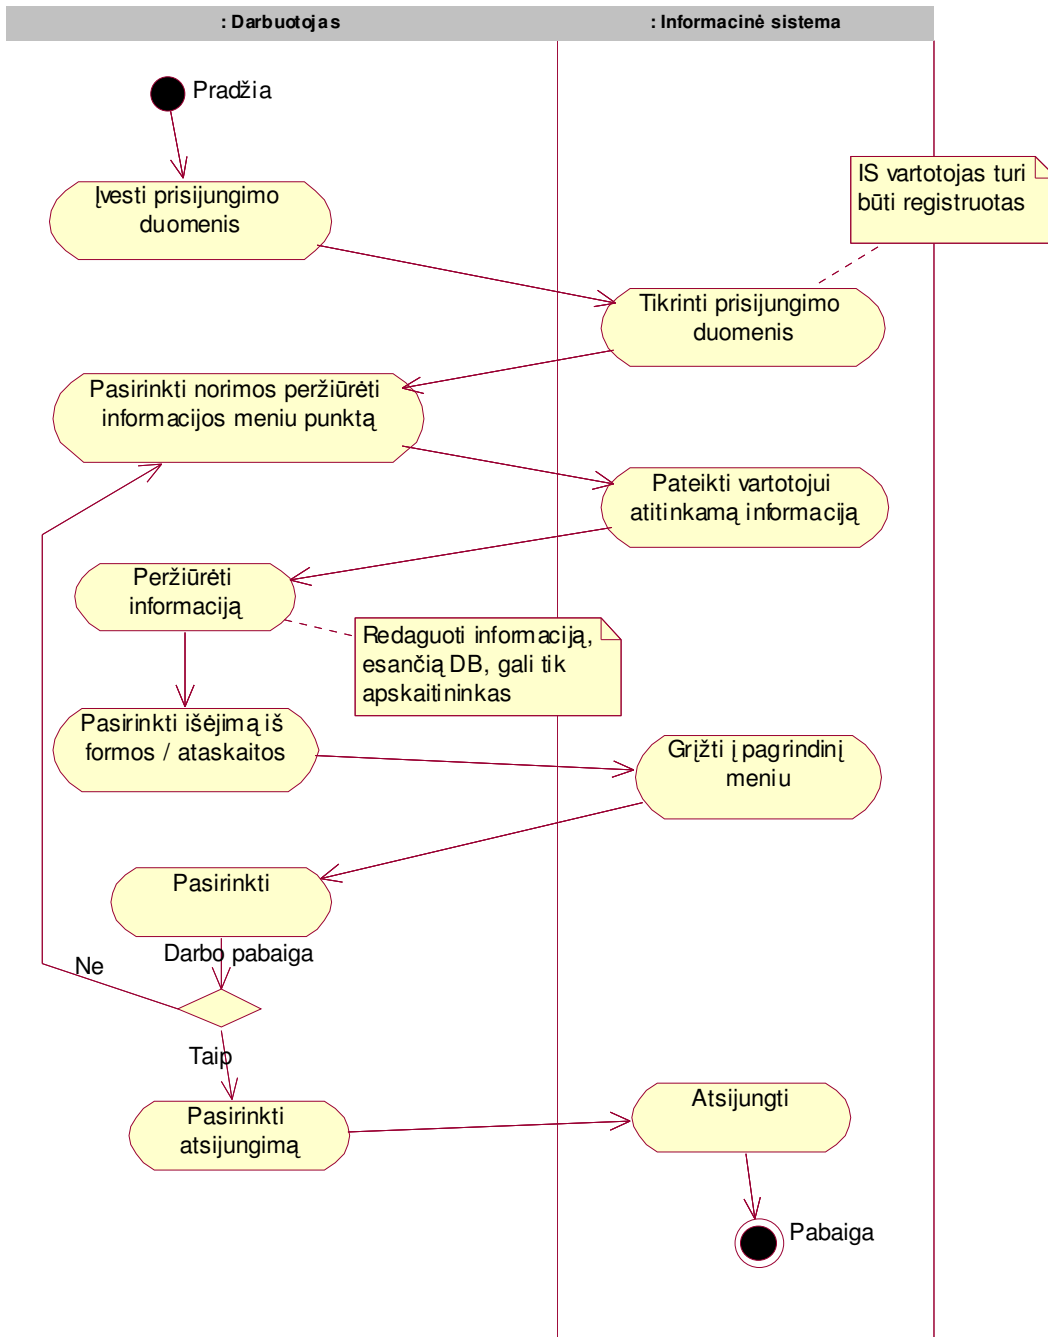 : Darbuotojas
: Informacinė sistema
Pradžia
IS vartotojas turi
būti registruotas
Įvesti prisijungimo
duomenis
Tikrinti prisijungimo
duomenis
Pasirinkti norimos peržiūrėti
informacijos meniu punktą
Pateikti vartotojui
atitinkamą informaciją
Peržiūrėti
informaciją
Redaguoti informaciją,
esančią DB, gali tik
apskaitininkas
Pasirinkti išėjimą iš
formos / ataskaitos
Grįžti į pagrindinį
meniu
Pasirinkti
Darbo pabaiga
Ne
Taip
Pasirinkti
atsijungimą
Atsijungti
Pabaiga